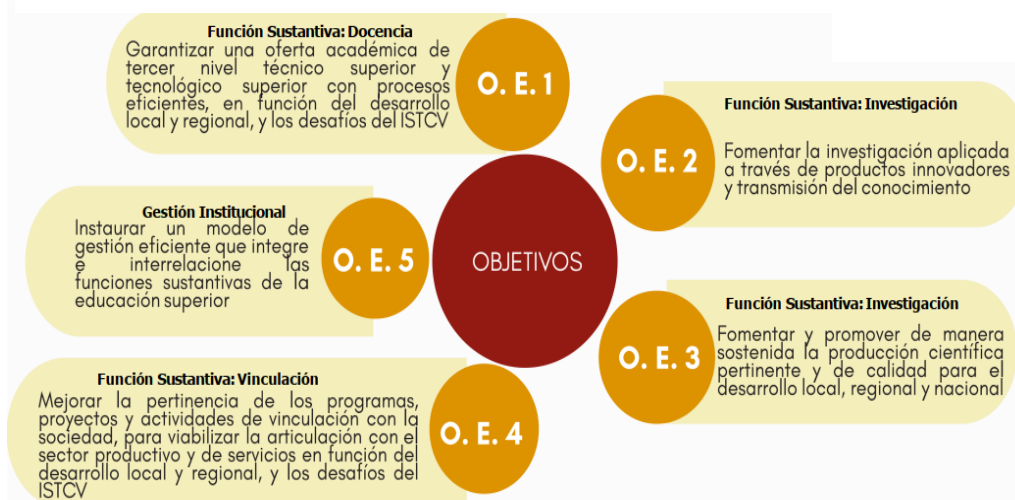 Función Sustantiva: Docencia
Garantizar una oferta académica de
tercer nivel técnico superior y
tecnológico superior con procesos
eficientes, en función del desarrollo
local y regional, y los desafíos del ISTCV
O. E. 1
Función Sustantiva: Investigación
O. E. 2
Fomentar la investigación aplicada
a través de productos innovadores
y transmisión del conocimiento
Gestión Institucional
Instaurar un modelo de
gestión eficiente que integre
e interrelacione las
funciones sustantivas de la
educación superior
O. E. 5
OBJETIVOS
Función Sustantiva: Investigación
O. E. 3
Fomentar y promover de manera
sostenida la producción científica
pertinente y de calidad para el
desarrollo local, regional y nacional
Función Sustantiva: Vinculación
Mejorar la pertinencia de los programas,
proyectos y actividades de vinculación con la
sociedad, para viabilizar la articulación con el
sector productivo y de servicios en función del
desarrollo local y regional, y los desafíos del
ISTCV
O. E. 4